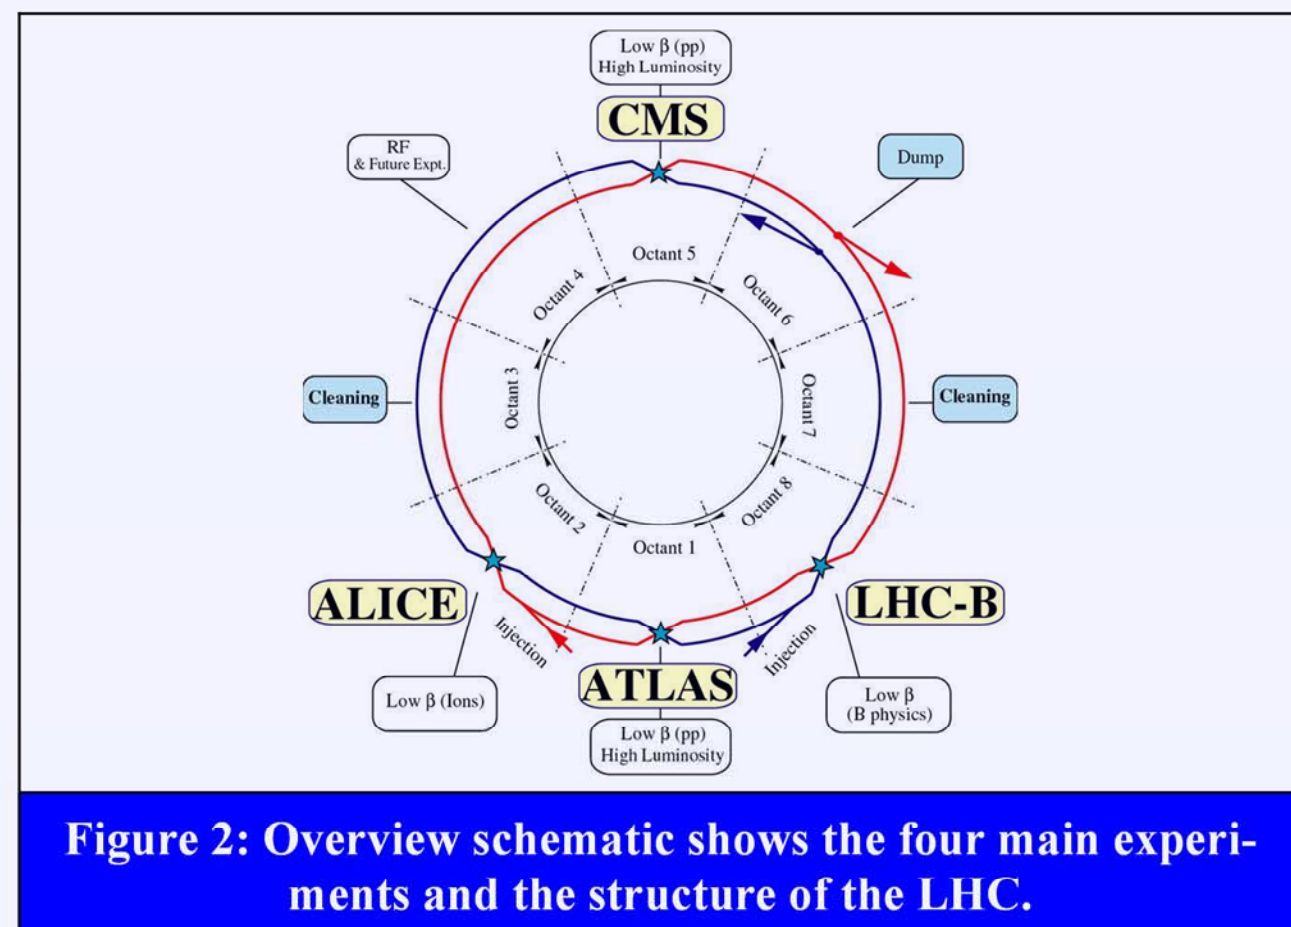 Low β (pp)
High Luminosity
CMS
RF
& Future Expt.
Dump
Octant 5
Octant 4
Octant 6
Cleaning
Octant 3
Octant 7
Cleaning
Octant 2
Octant 8
Octant 1
ALICE
LHC-B
Injection
Injection
ATLAS
Low β (Ions)
Low β
(B physics)
Low β (pp)
High Luminosity
Figure 2: Overview schematic shows the four main experi-
ments and the structure of the LHC.